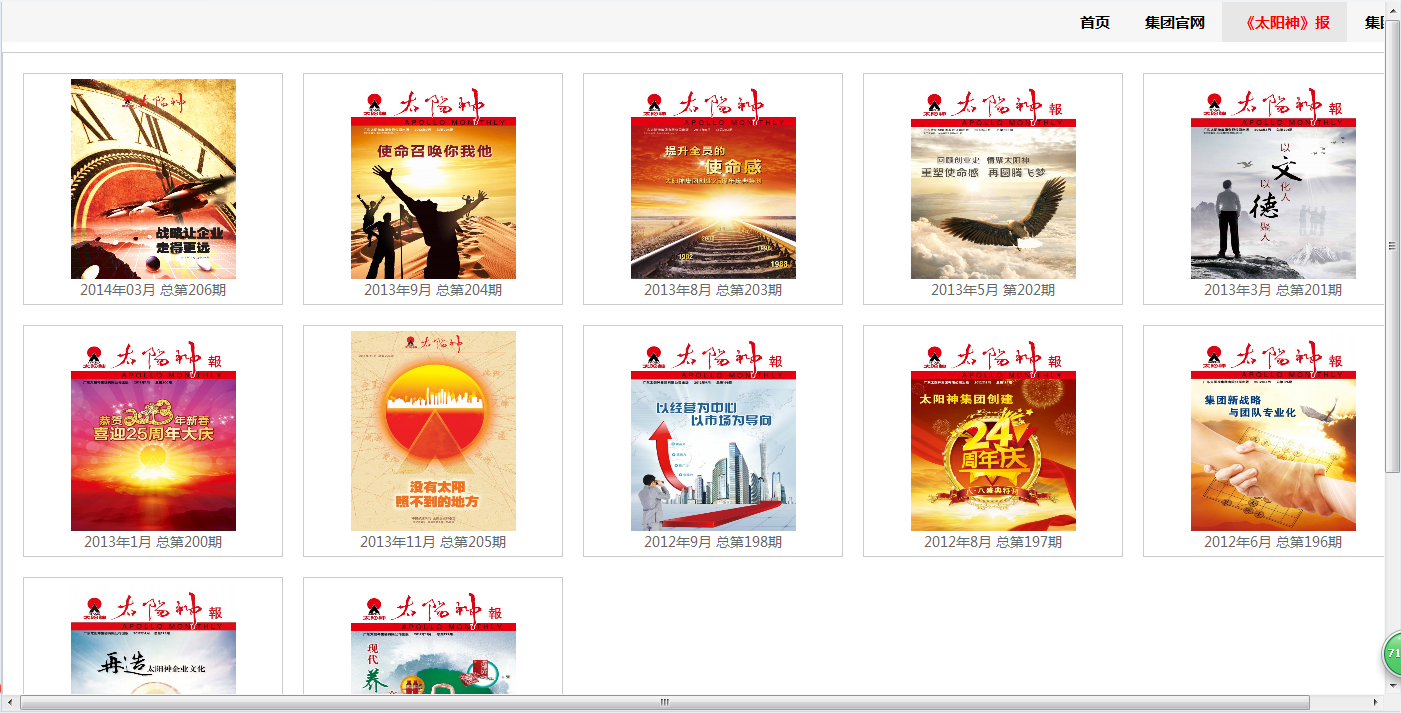 首页 集团官网 《太阳神》报 集团
太阳神
战略让企业
走得更远
2014年03月 总第206期
太阳神
APOLLO MONTHLY
使命召唤你我他
2013年9月 总第204期
太阳神
APOLLO MONTHLY
提升全员的
使命感
1988
2013年8月 总第203期
太阳神 報
APOLLO MONTHLY
回顾创业史 情聚太阳神
重塑使命感 再圆腾飞梦
2013年5月 第202期
太阳神 報
APOLLO MONTHLY
以文化人
以德聚人
2013年3月 总第201期
太阳神 報
APOLLO MONTHLY
恭贺2013年新春
喜迎25周年大庆
2013年1月 总第200期
太阳神
没有太阳
照不到的地方
2013年11月 总第205期
太阳神 報
APOLLO MONTHLY
以经营为中心
以市场为导向
2012年9月 总第198期
太阳神 報
APOLLO MONTHLY
太阳神集团创建
24
周年庆
八·八盛典特刊
2012年8月 总第197期
太阳神 報
APOLLO MONTHLY
集团新战略
与团队专业化
2012年6月 总第196期
太阳神 報
APOLLO MONTHLY
再造太阳神企业文化
太阳神 報
APOLLO MONTHLY
现代
养
71